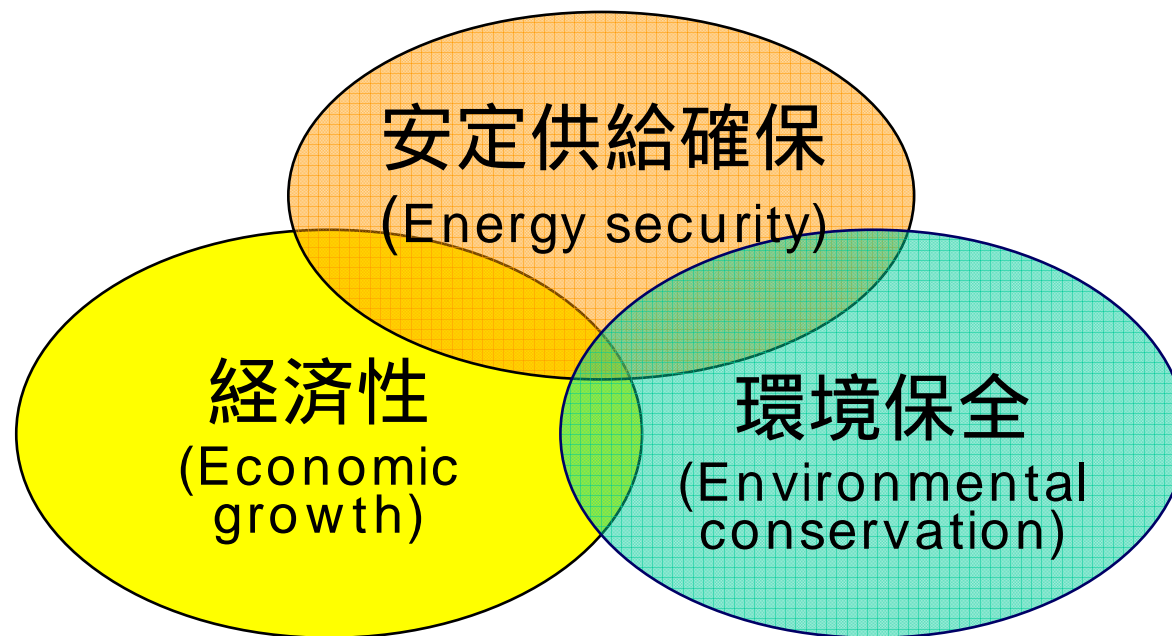 安定供給確保
(Energy security)
経済性
(Economic
growth)
環境保全
(Environmental
conservation)